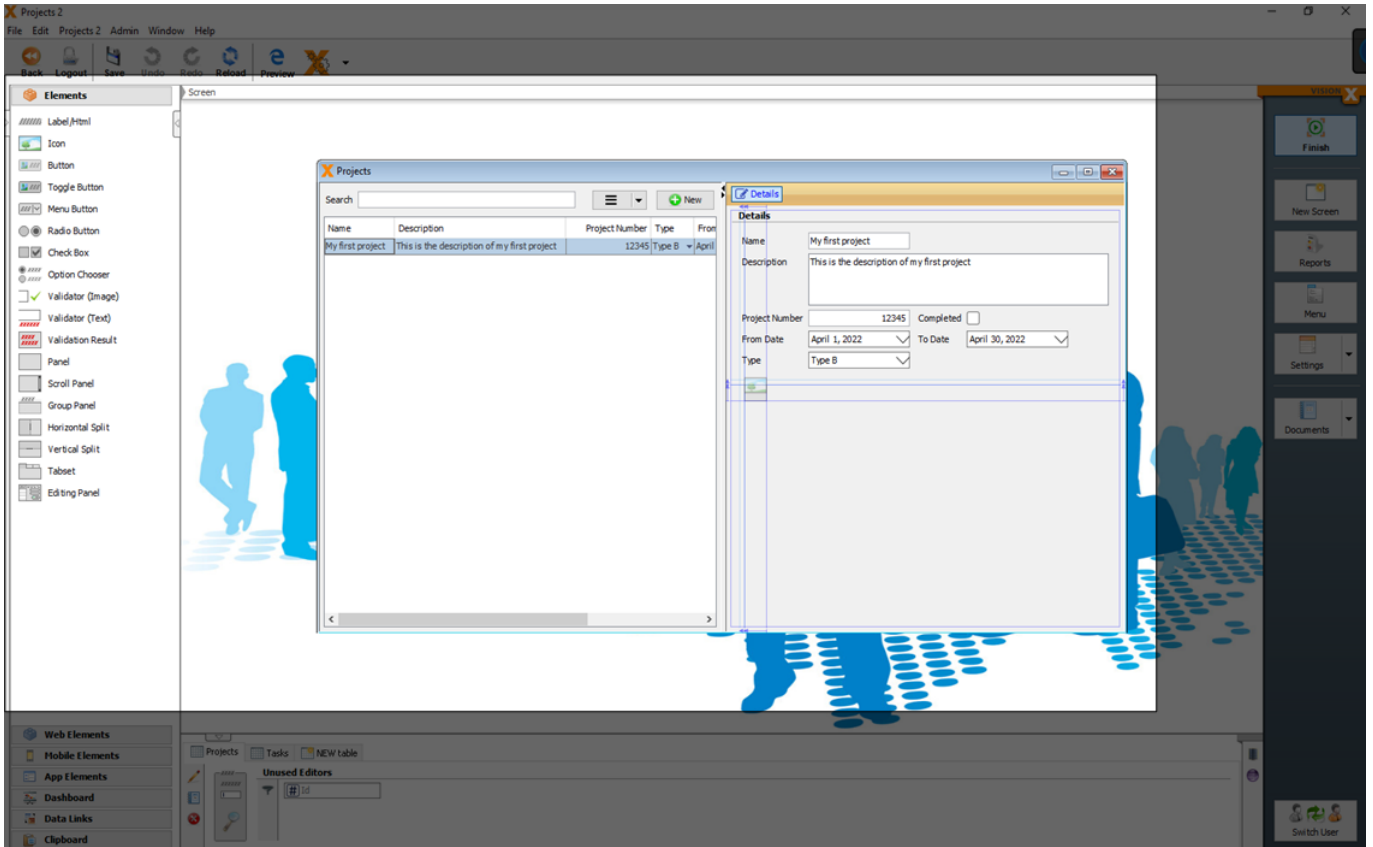 Projects 2
File Edit Projects 2 Admin Window Help
Back Logout Save Undo Redo Reload Preview
Elements
Label/Html
Icon
Button
Toggle Button
Menu Button
Radio Button
Check Box
Option Chooser
Validator (Image)
Validator (Text)
Validation Result
Panel
Scroll Panel
Group Panel
Horizontal Split
Vertical Split
Tabset
Editing Panel
Web Elements
Mobile Elements
App Elements
Dashboard
Data Links
Clipboard
Screen
Projects
Search
New
Name Description Project Number Type From
My first project This is the description of my first project 12345 Type B April
Details
Details
Name My first project
Description This is the description of my first project
Project Number 12345 Completed
From Date April 1, 2022 To Date April 30, 2022
Type Type B
Projects Tasks NEW table
Unused Editors
# Id
VISION X
Finish
New Screen
Reports
Menu
Settings
Documents
Switch User